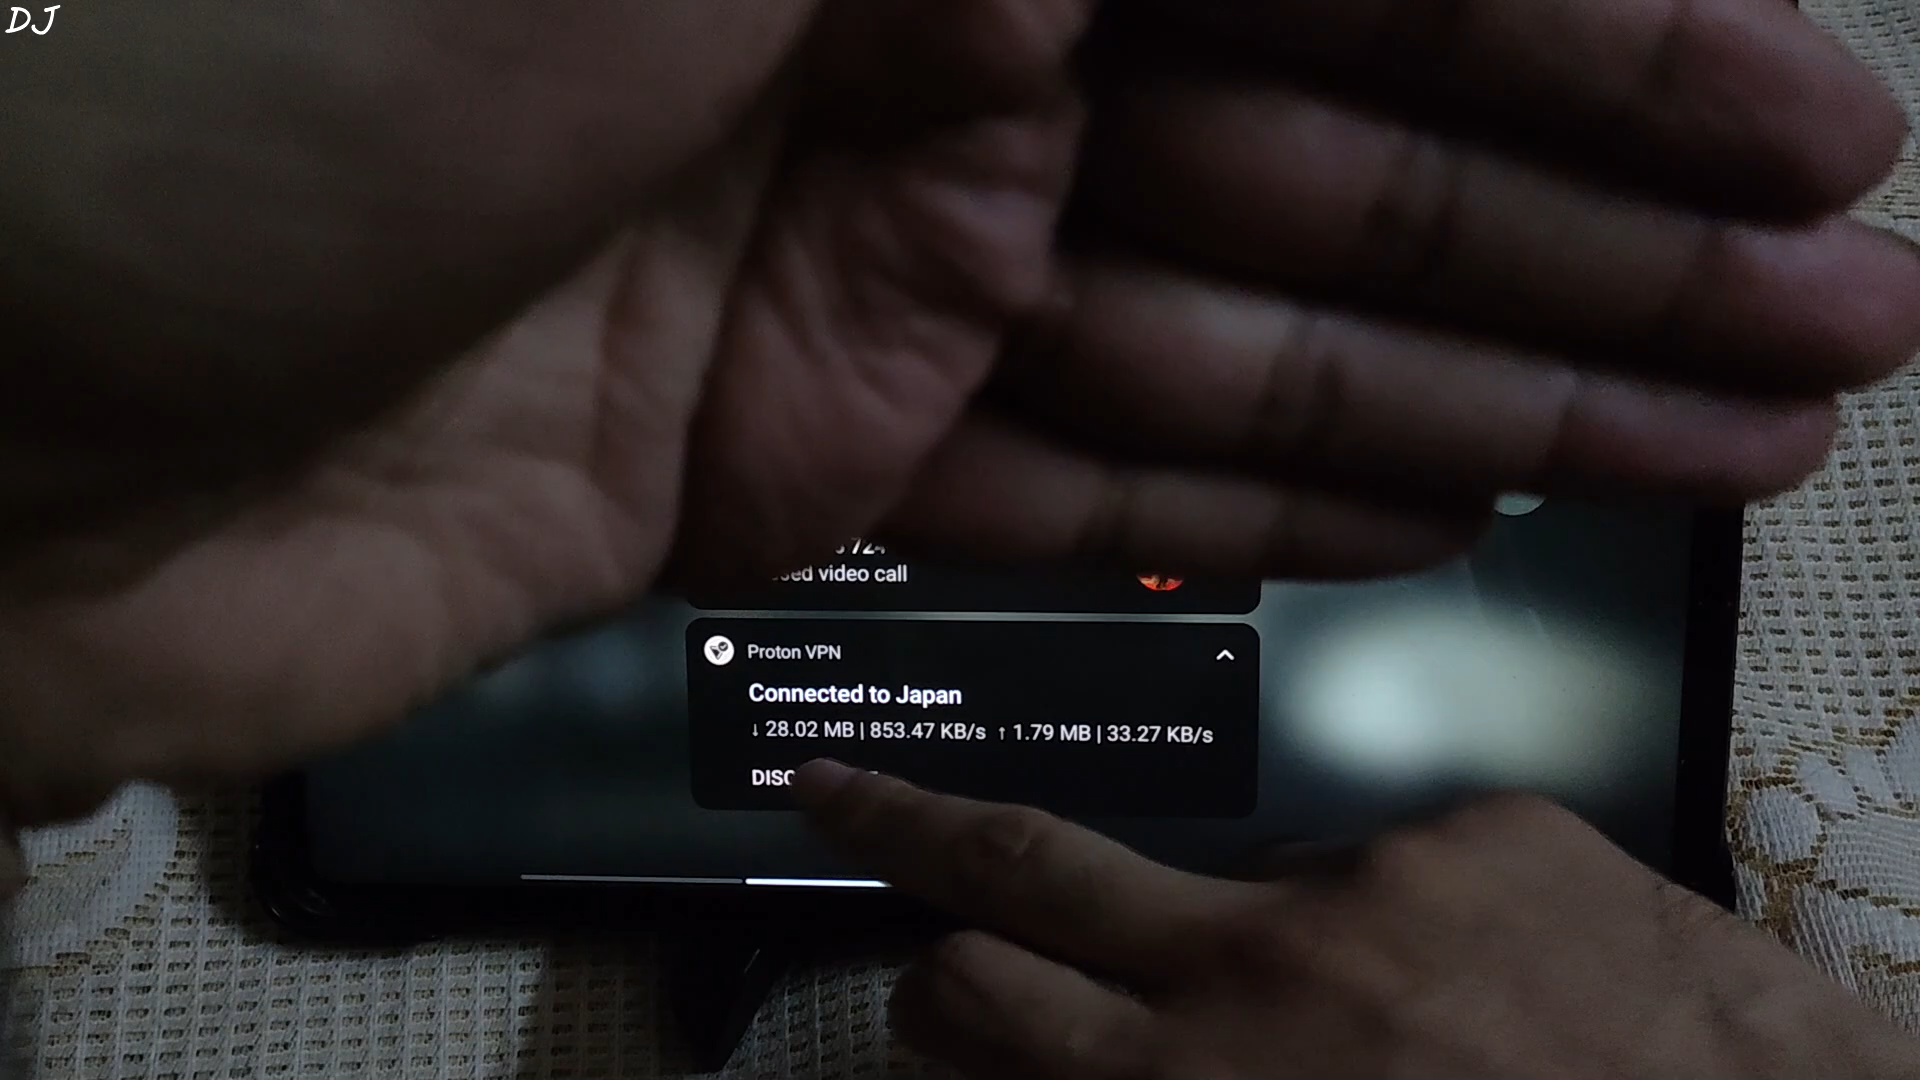 DJ
video call
Proton VPN
Connected to Japan
↓ 28.02 MB | 853.47 KB/s ↑ 1.79 MB | 33.27 KB/s